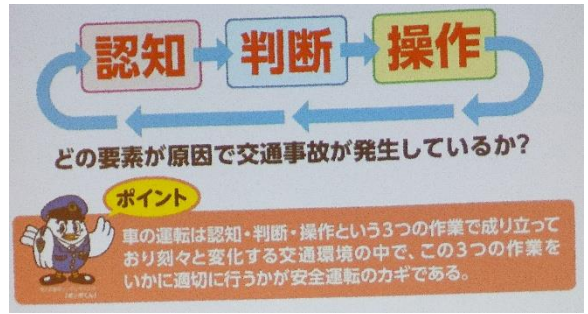 認知 判断 操作
どの要素が原因で交通事故が発生しているか?
ポイント
車の運転は認知・判断・操作という3つの作業で成り立って
おり刻々と変化する交通環境の中で、この3つの作業を
いかに適切に行うかが安全運転のカギである。